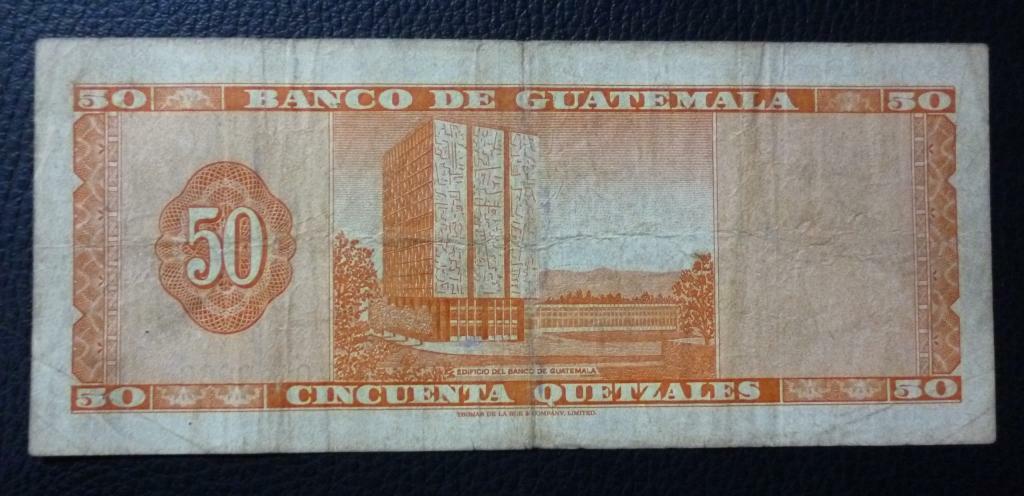 50 BANCO DE GUATEMALA 50
50
EDIFICIO DEL BANCO DE GUATEMALA
50 CINCUENTA QUETZALES 50
THOMAS DE LA RUE & COMPANY, LIMITED.